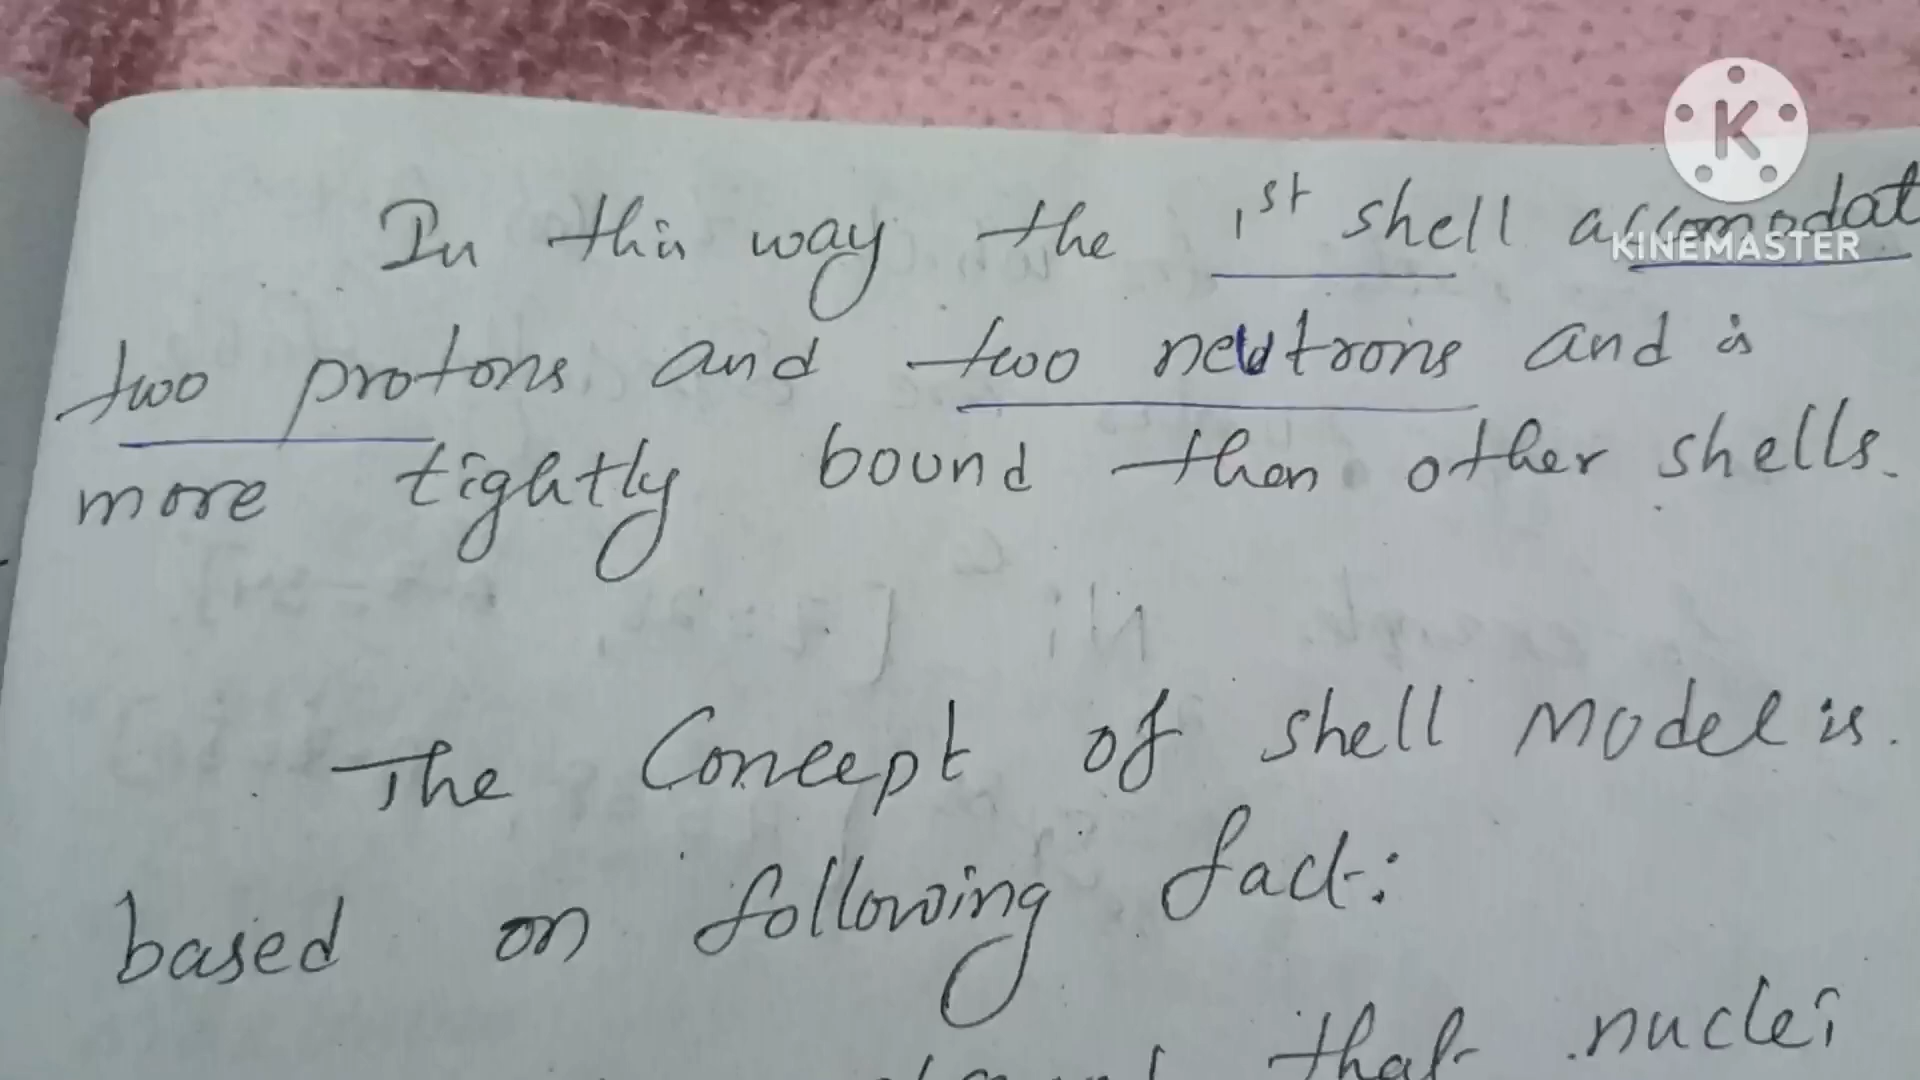 In this way the 1st shell accomodat
KINEMASTER
two protons and two neutrons and is
more tightly bound then other shells.
The Concept of shell Model is.
based on following fact:
that nuclei